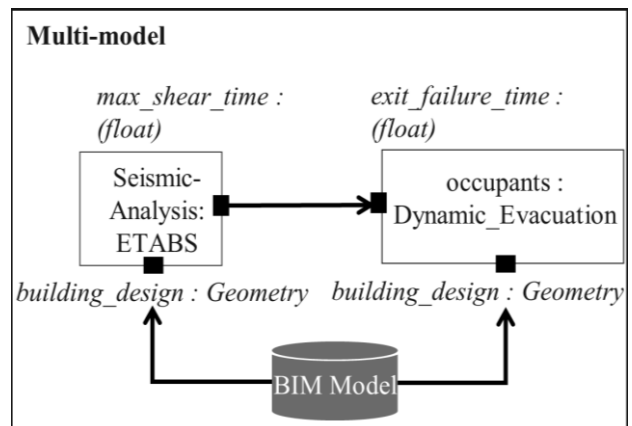 Multi-model
max_shear_time :
(float)
exit_failure_time :
(float)
Seismic-
Analysis:
ETABS
occupants :
Dynamic_Evacuation
building_design : Geometry
building_design : Geometry
BIM Model